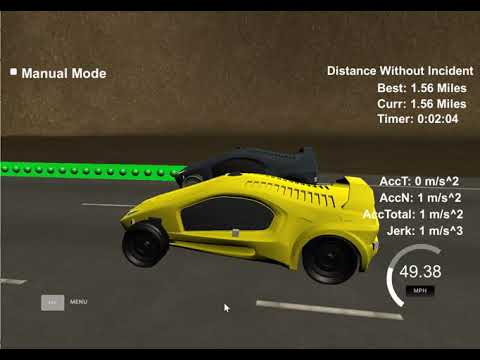 Manual Mode
Distance Without Incident
Best: 1.56 Miles
Curr: 1.56 Miles
Timer: 0:02:04
AccT: 0 m/s^2
AccN: 1 m/s^2
AccTotal: 1 m/s^2
Jerk: 1 m/s^3
49.38
MPH
MENU